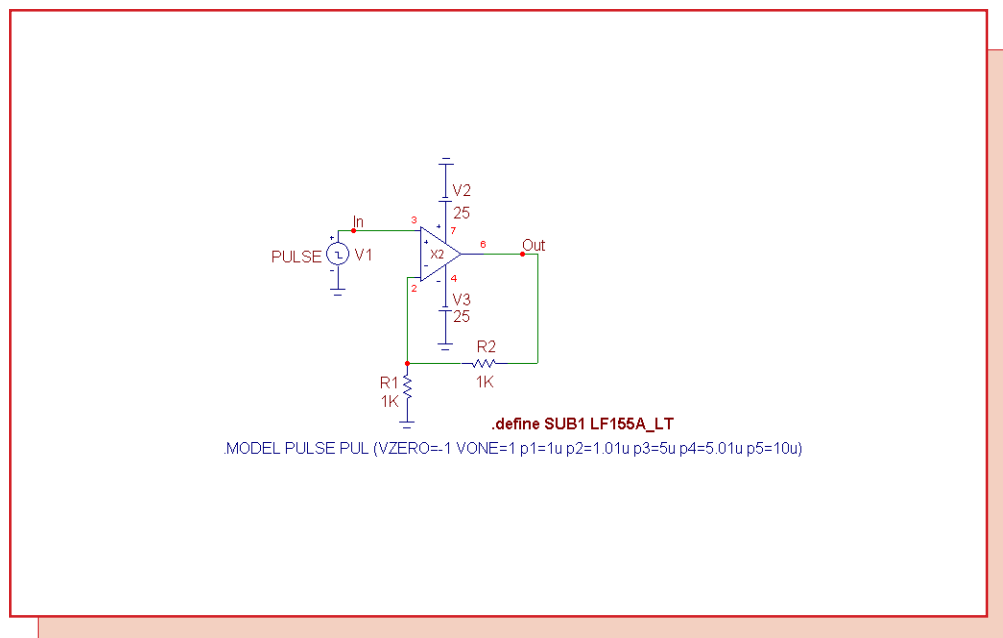 V2
25
In
3
7
PULSE
V1
X2
6
Out
2
4
V3
25
R2
1K
R1
1K
.define SUB1 LF155A_LT
.MODEL PULSE PUL (VZERO=-1 VONE=1 p1=1u p2=1.01u p3=5u p4=5.01u p5=10u)